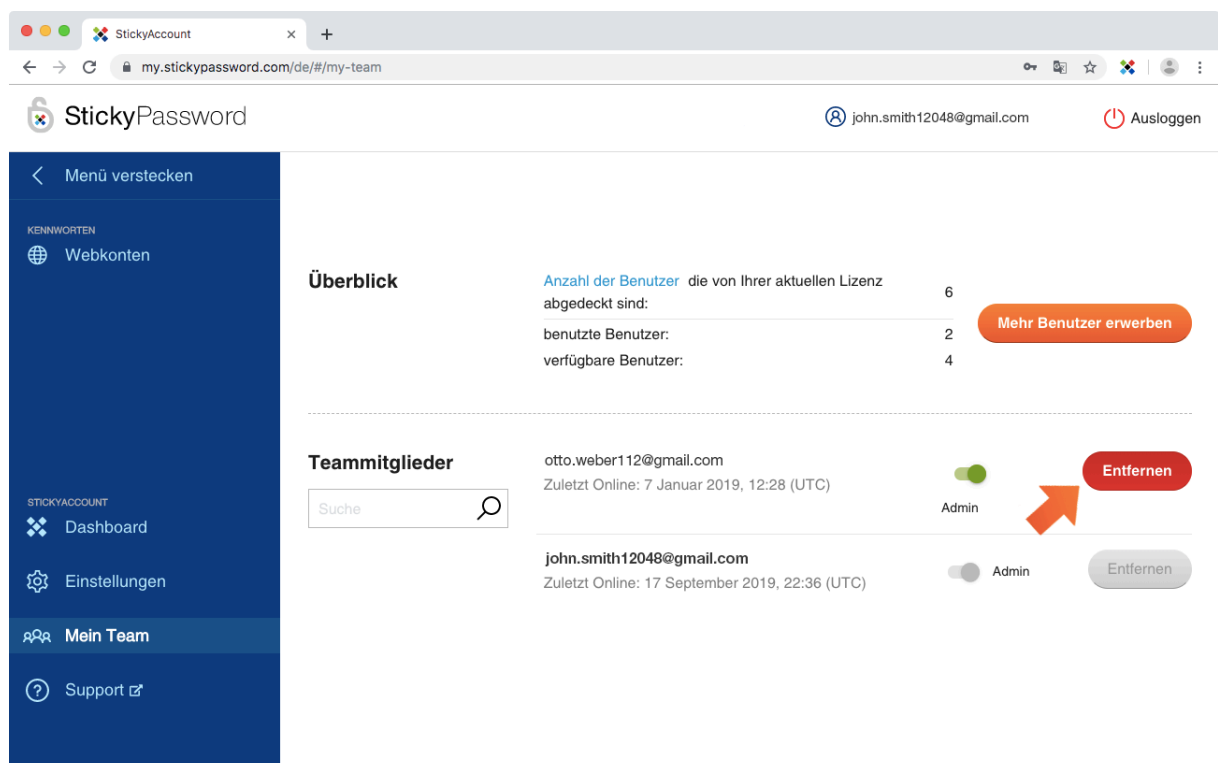 StickyAccount
my.stickypassword.com/de/#/my-team
StickyPassword
john.smith12048@gmail.com
Ausloggen
Menü verstecken
KENNWORTEN
Webkonten
Überblick
Anzahl der Benutzer die von Ihrer aktuellen Lizenz
abgedeckt sind:
6
benutzte Benutzer:
2
verfügbare Benutzer:
4
Mehr Benutzer erwerben
Teammitglieder
Suche
otto.weber112@gmail.com
Zuletzt Online: 7 Januar 2019, 12:28 (UTC)
Admin
Entfernen
john.smith12048@gmail.com
Zuletzt Online: 17 September 2019, 22:36 (UTC)
Admin
Entfernen
STICKYACCOUNT
Dashboard
Einstellungen
Mein Team
Support